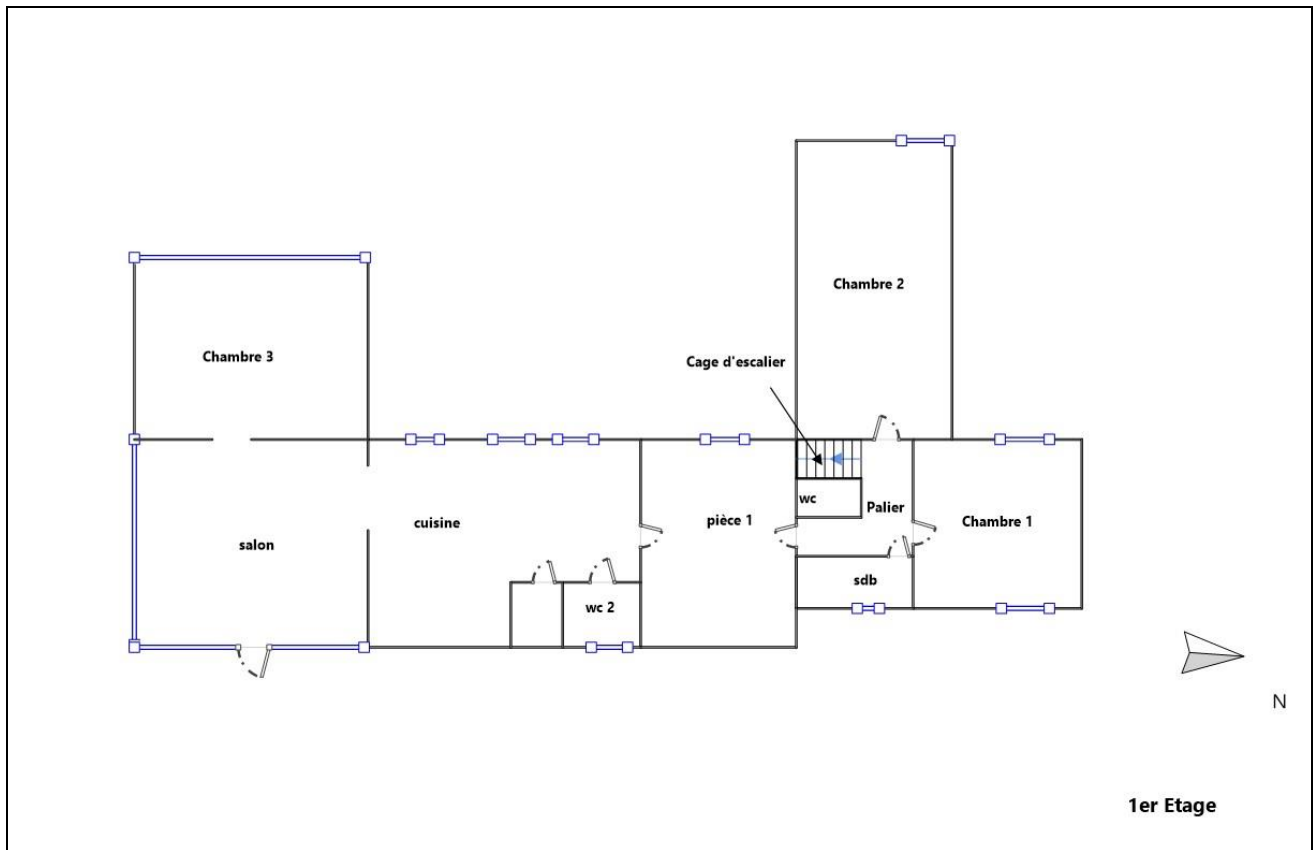 Chambre 2
Chambre 3
Cage d'escalier
wc
Palier
pièce 1
cuisine
Chambre 1
salon
sdb
wc 2
N
1er Etage